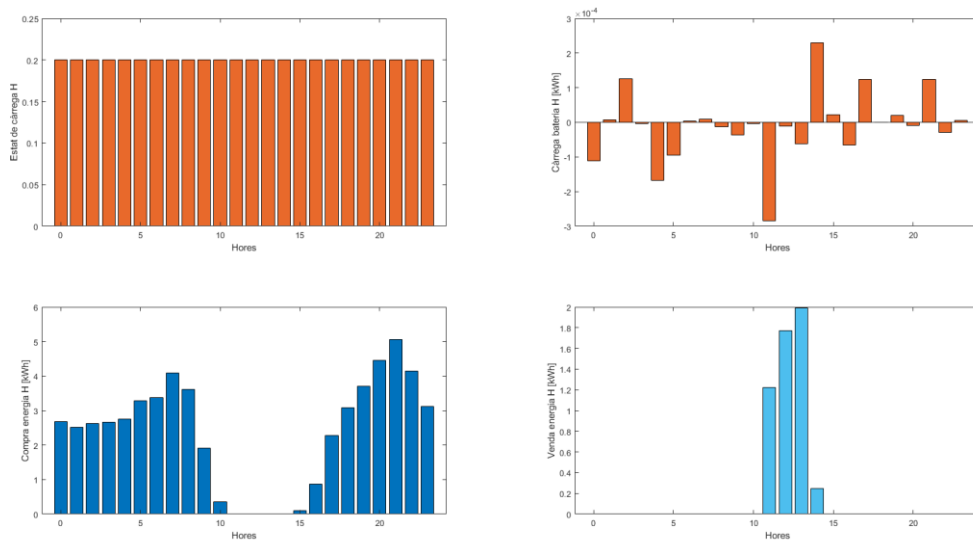 0.25
0.2
0.15
0.1
0.05
0
Estat de càrrega H
0 5 10 15 20
Hores
×10⁻⁴
3
2
1
0
-1
-2
-3
Càrrega bateria H [kWh]
0 5 10 15 20
Hores
6
5
4
3
2
1
0
Compra energia H [kWh]
0 5 10 15 20
Hores
2
1.8
1.6
1.4
1.2
1
0.8
0.6
0.4
0.2
0
Venda energia H [kWh]
0 5 10 15 20
Hores